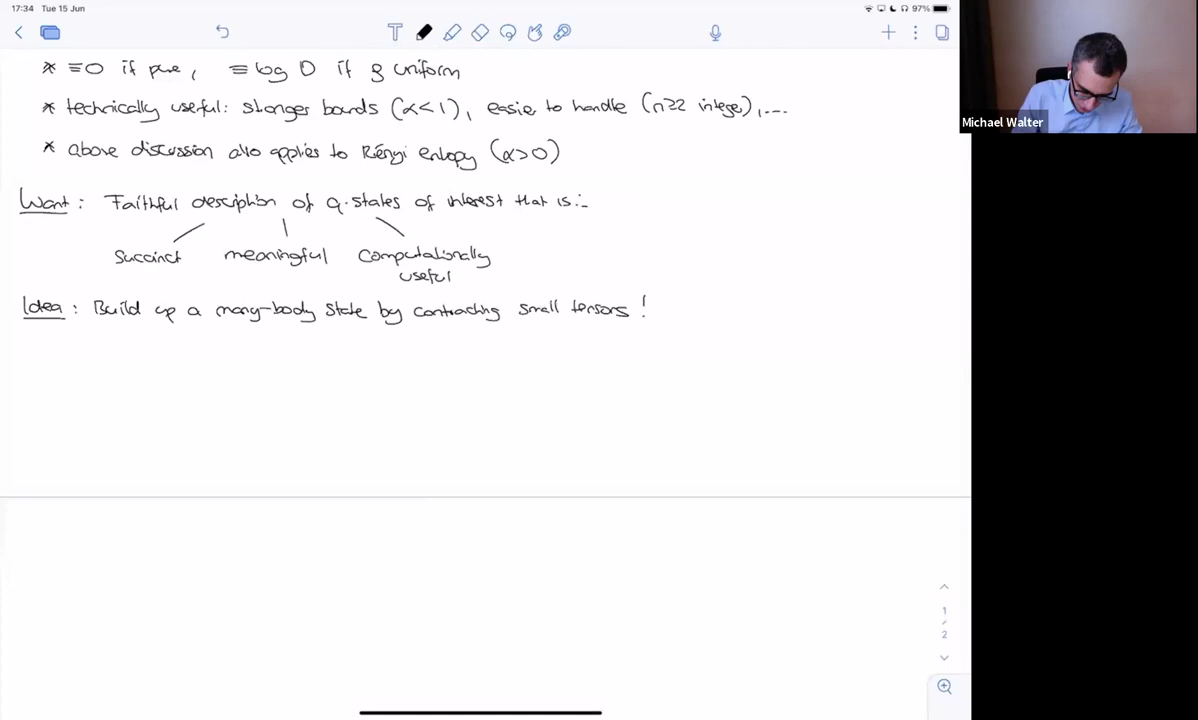 17:34 Tue 15 Jun
97%
Michael Walter
* ≡0 if pure, ≡ log D if ρ uniform
* technically useful: stronger bounds (α<1), easier to handle (n≥2 integer),....
* above discussion also applies to Rényi entropy (α>0)
Want: Faithful description of q. states of interest that is:-
Succinct meaningful computationally
useful
Idea: Build up a many-body state by contracting small tensors!
1
2